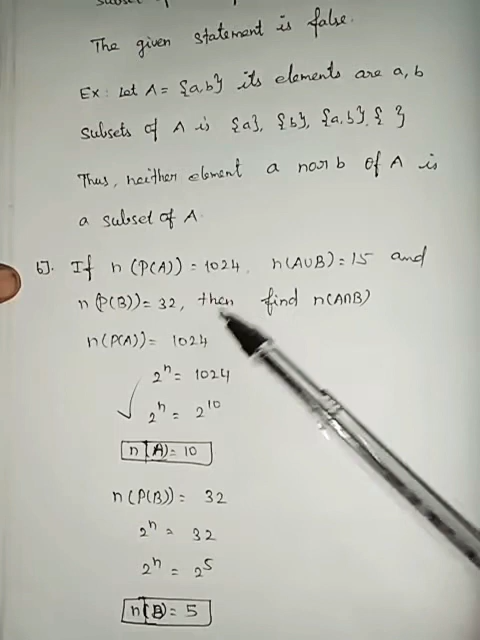 The given statement is false.
Ex: Let A = {a,b} its elements are a, b
Subsets of A is {a}, {b}, {a,b}, { }
Thus, neither element a nor b of A is
a subset of A.
6]. If n(P(A)) = 1024, n(A∪B) = 15 and
n(P(B)) = 32, then find n(A∩B)
n(P(A)) = 1024
2ⁿ = 1024
2ⁿ = 2¹⁰
n(A) = 10
n(P(B)) = 32
2ⁿ = 32
2ⁿ = 2⁵
n(B) = 5